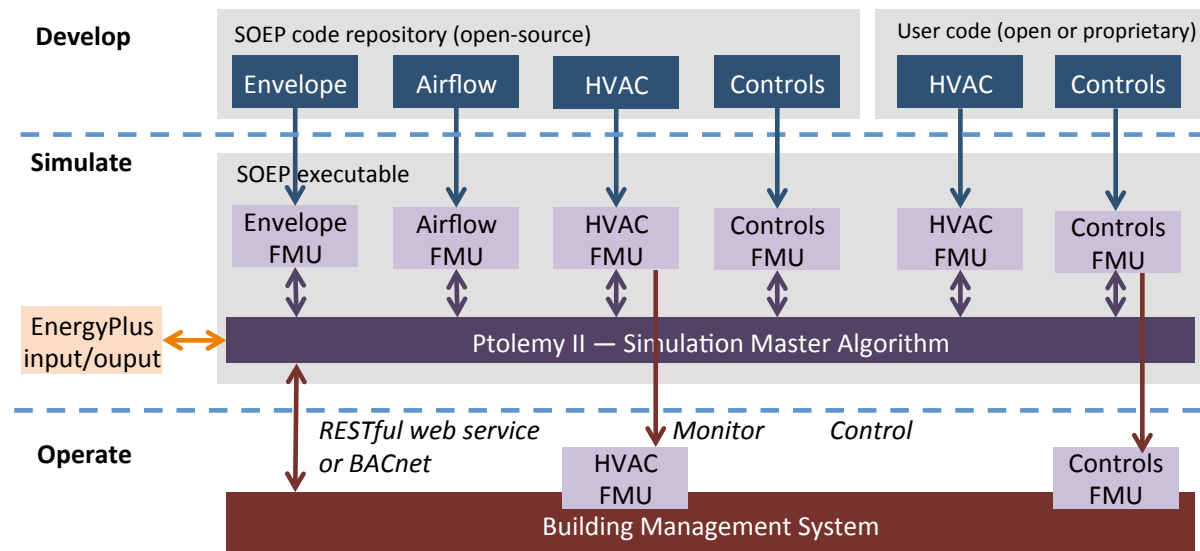 Develop
SOEP code repository (open-source)
User code (open or proprietary)
Envelope
Airflow
HVAC
Controls
HVAC
Controls
Simulate
SOEP executable
Envelope
FMU
Airflow
FMU
HVAC
FMU
Controls
FMU
HVAC
FMU
Controls
FMU
EnergyPlus
input/ouput
Ptolemy II — Simulation Master Algorithm
Operate
RESTful web service
or BACnet
Monitor
Control
HVAC
FMU
Controls
FMU
Building Management System